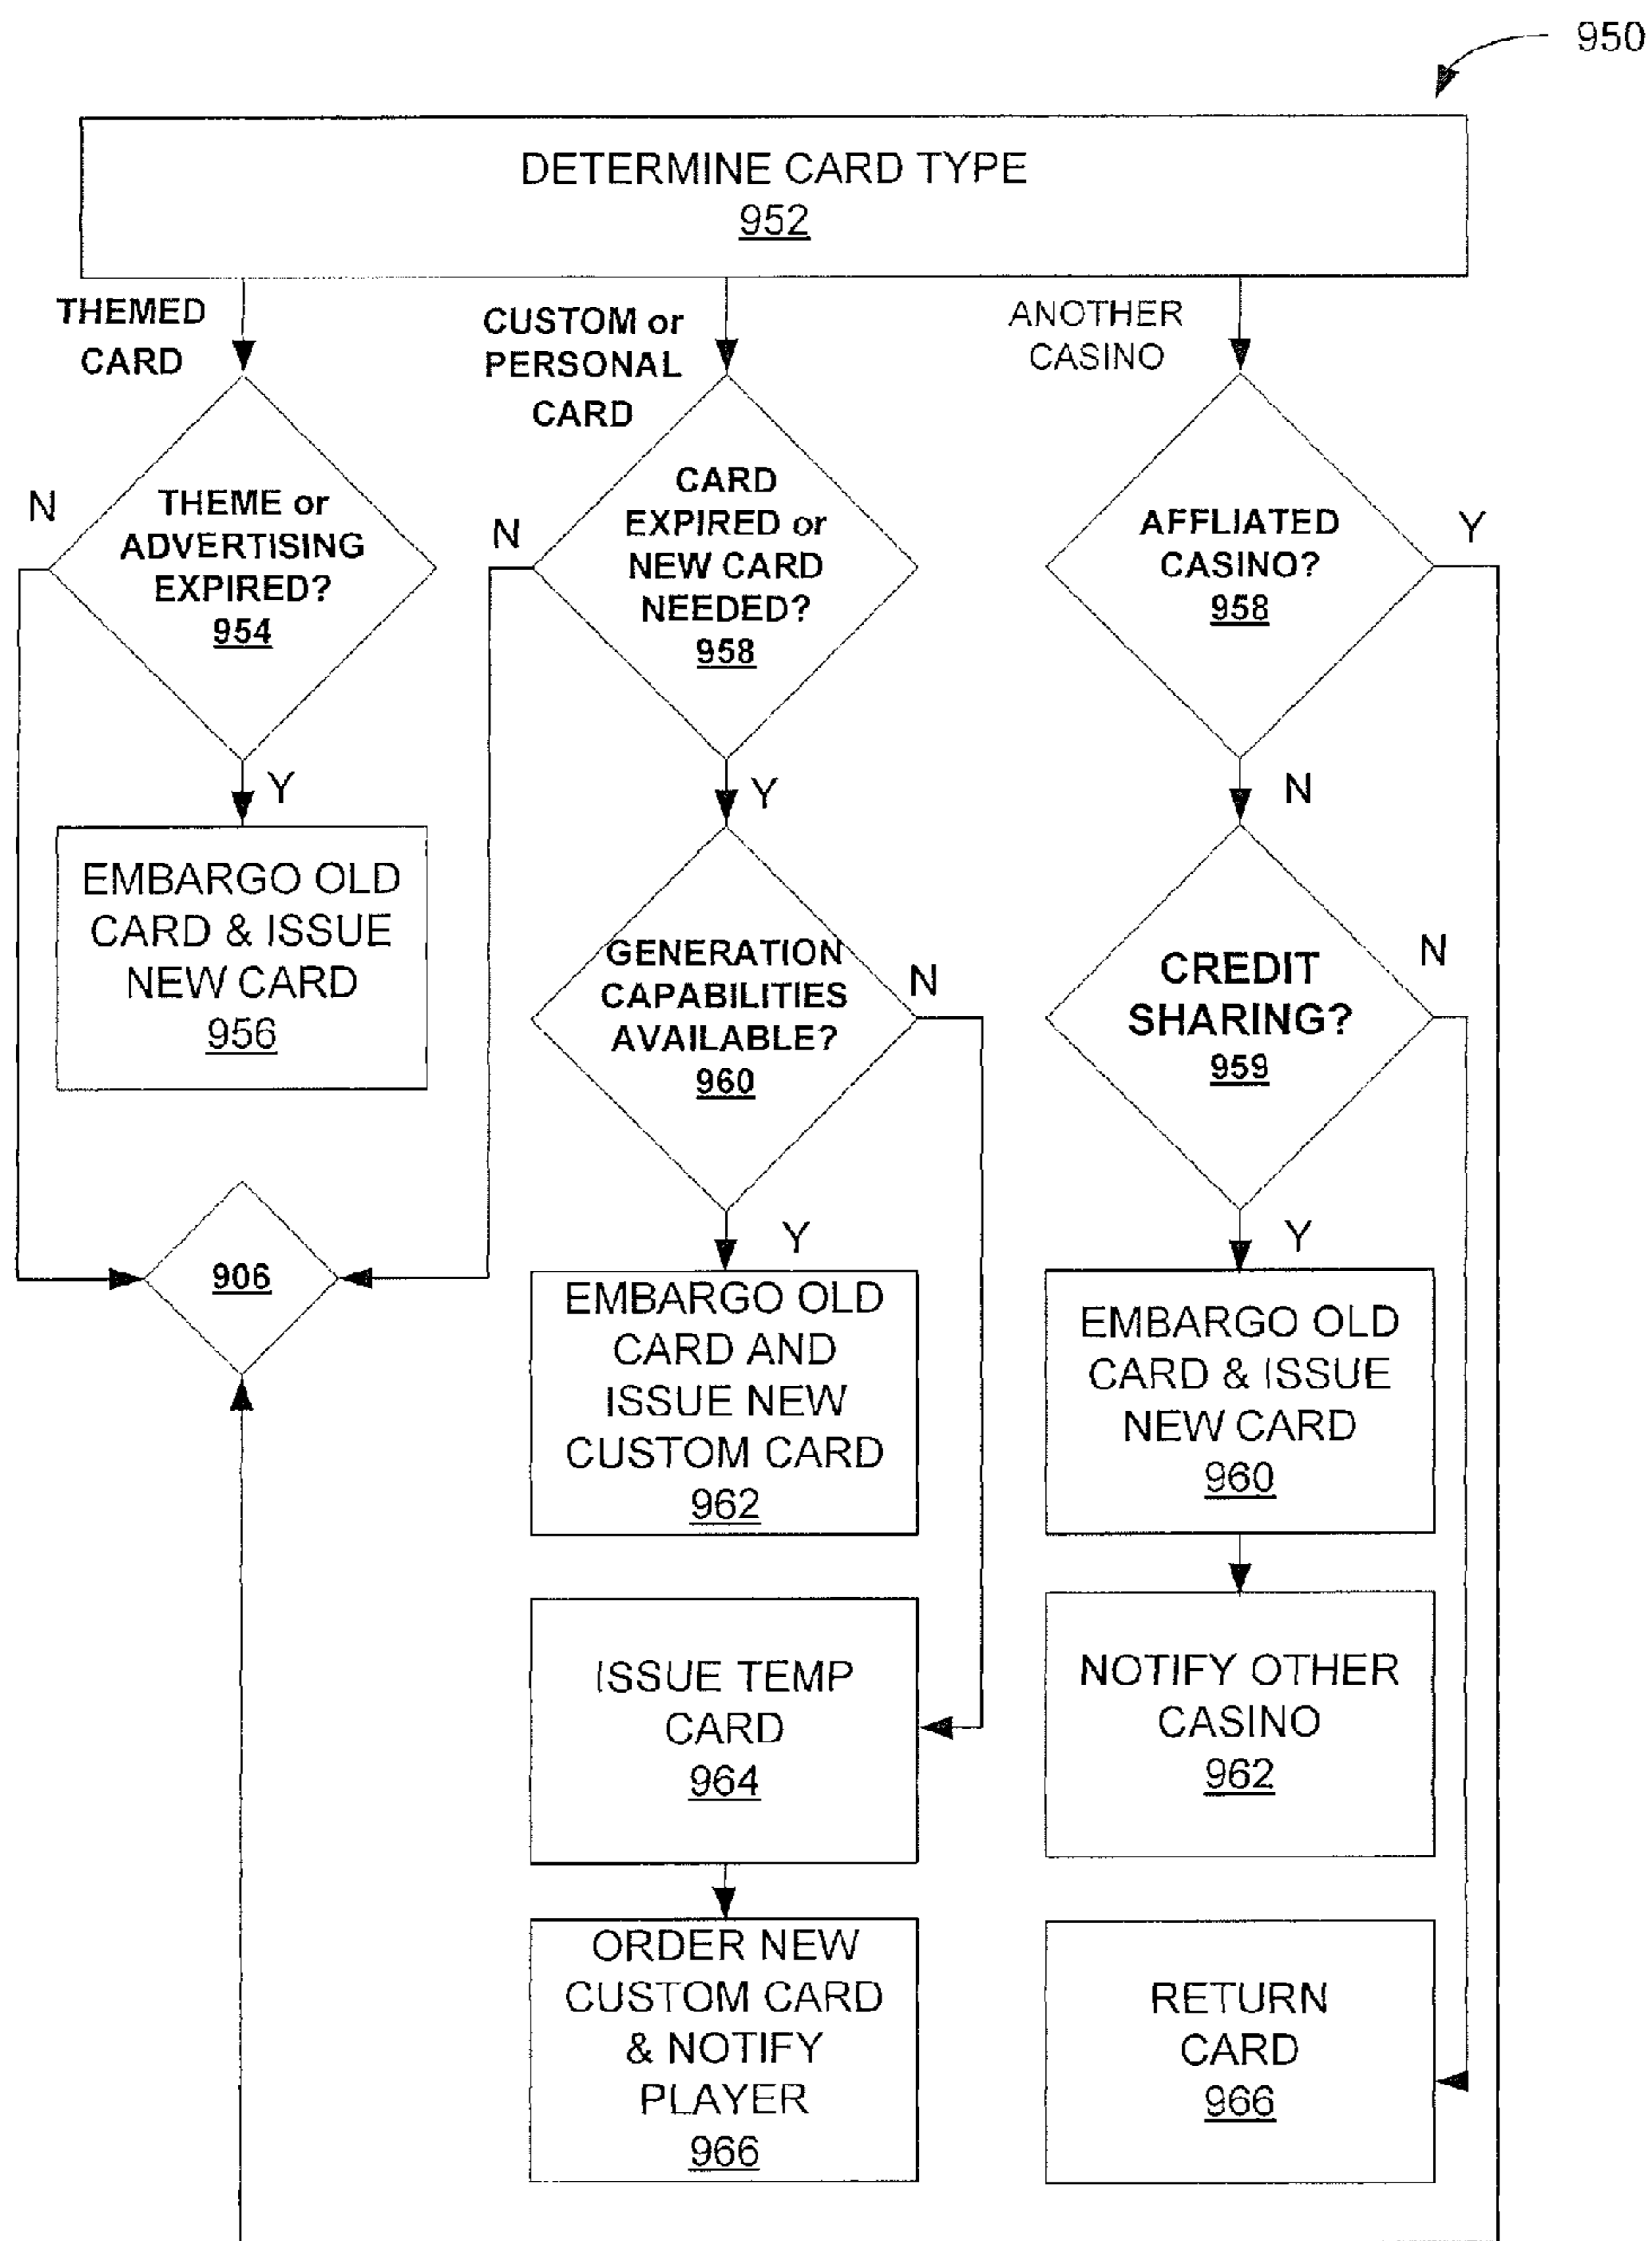 950
DETERMINE CARD TYPE
952
THEMED
CARD
CUSTOM or
PERSONAL
CARD
ANOTHER
CASINO
N
THEME or
ADVERTISING
EXPIRED?
954
Y
N
CARD
EXPIRED or
NEW CARD
NEEDED?
958
Y
AFFLIATED
CASINO?
958
Y
N
EMBARGO OLD
CARD & ISSUE
NEW CARD
956
GENERATION
CAPABILITIES
AVAILABLE?
960
N
Y
CREDIT
SHARING?
959
N
Y
906
EMBARGO OLD
CARD AND
ISSUE NEW
CUSTOM CARD
962
EMBARGO OLD
CARD & ISSUE
NEW CARD
960
ISSUE TEMP
CARD
964
NOTIFY OTHER
CASINO
962
ORDER NEW
CUSTOM CARD
& NOTIFY
PLAYER
966
RETURN
CARD
966